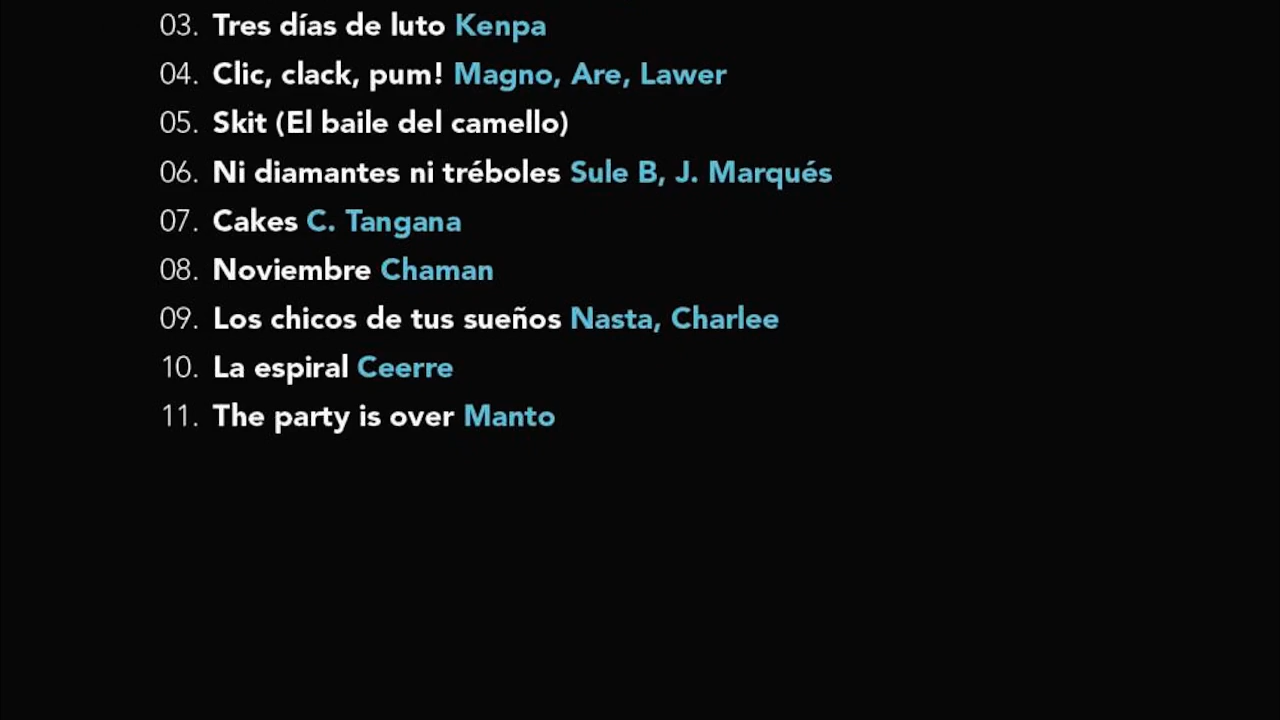 03. Tres días de luto Kenpa
04. Clic, clack, pum! Magno, Are, Lawer
05. Skit (El baile del camello)
06. Ni diamantes ni tréboles Sule B, J. Marqués
07. Cakes C. Tangana
08. Noviembre Chaman
09. Los chicos de tus sueños Nasta, Charlee
10. La espiral Ceerre
11. The party is over Manto